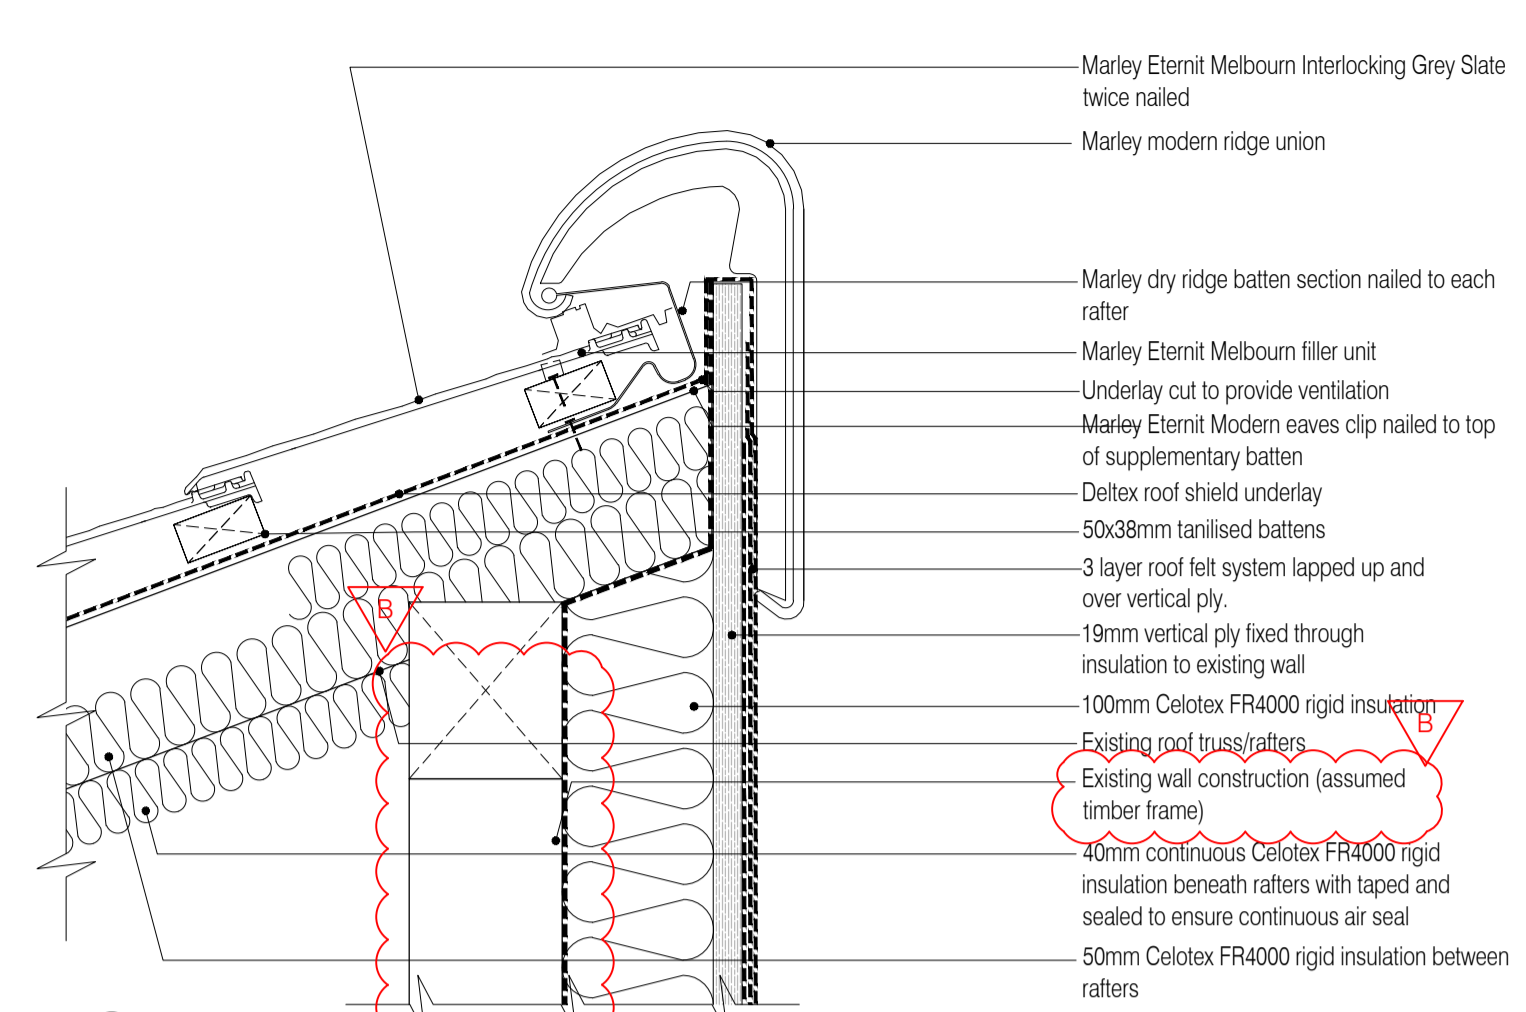 Marley Eternit Melbourn Interlocking Grey Slate
twice nailed
Marley modern ridge union
Marley dry ridge batten section nailed to each
rafter
Marley Eternit Melbourn filler unit
Underlay cut to provide ventilation
Marley Eternit Modern eaves clip nailed to top
of supplementary batten
Deltex roof shield underlay
50x38mm tanilised battens
3 layer roof felt system lapped up and
over vertical ply.
B
19mm vertical ply fixed through
insulation to existing wall
100mm Celotex FR4000 rigid insulation
B
Existing roof truss/rafters
Existing wall construction (assumed
timber frame)
40mm continuous Celotex FR4000 rigid
insulation beneath rafters with taped and
sealed to ensure continuous air seal
50mm Celotex FR4000 rigid insulation between
rafters